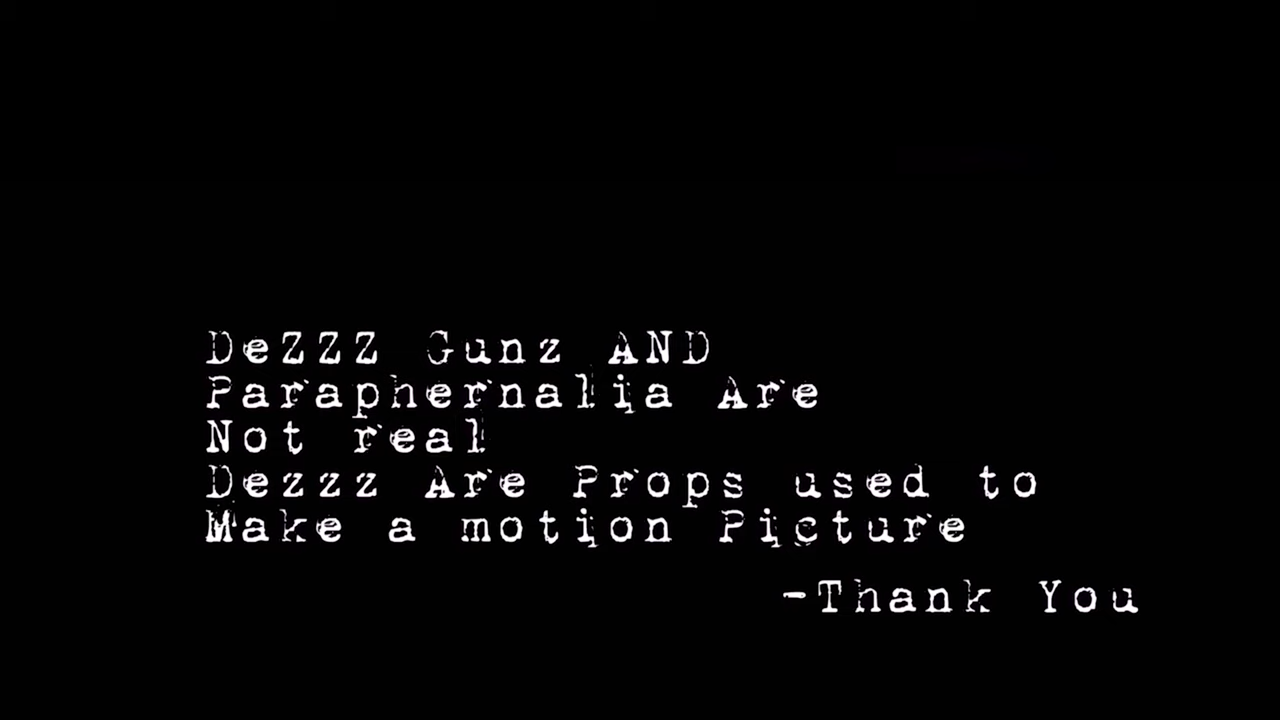 DeZZZ Gunz AND
Paraphernalia Are
Not real
Dezzz Are Props used to
Make a motion Picture
-Thank You